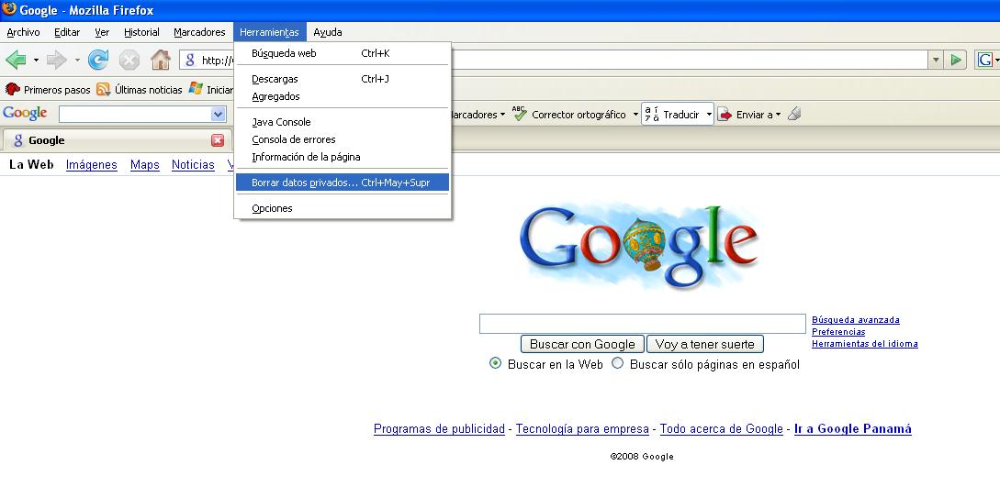 Google - Mozilla Firefox
Archivo Editar Ver Historial Marcadores Herramientas Ayuda
http://
G
Búsqueda web Ctrl+K
Descargas Ctrl+J
Agregados
Java Console
Consola de errores
Información de la página
Borrar datos privados... Ctrl+May+Supr
Opciones
Primeros pasos Últimas noticias Iniciar
Google Marcadores Corrector ortográfico Traducir Enviar a
Google
La Web Imágenes Maps Noticias V
Google
Búsqueda avanzada
Preferencias
Herramientas del idioma
Buscar con Google Voy a tener suerte
Buscar en la Web Buscar sólo páginas en español
Programas de publicidad - Tecnología para empresa - Todo acerca de Google - Ir a Google Panamá
©2008 Google